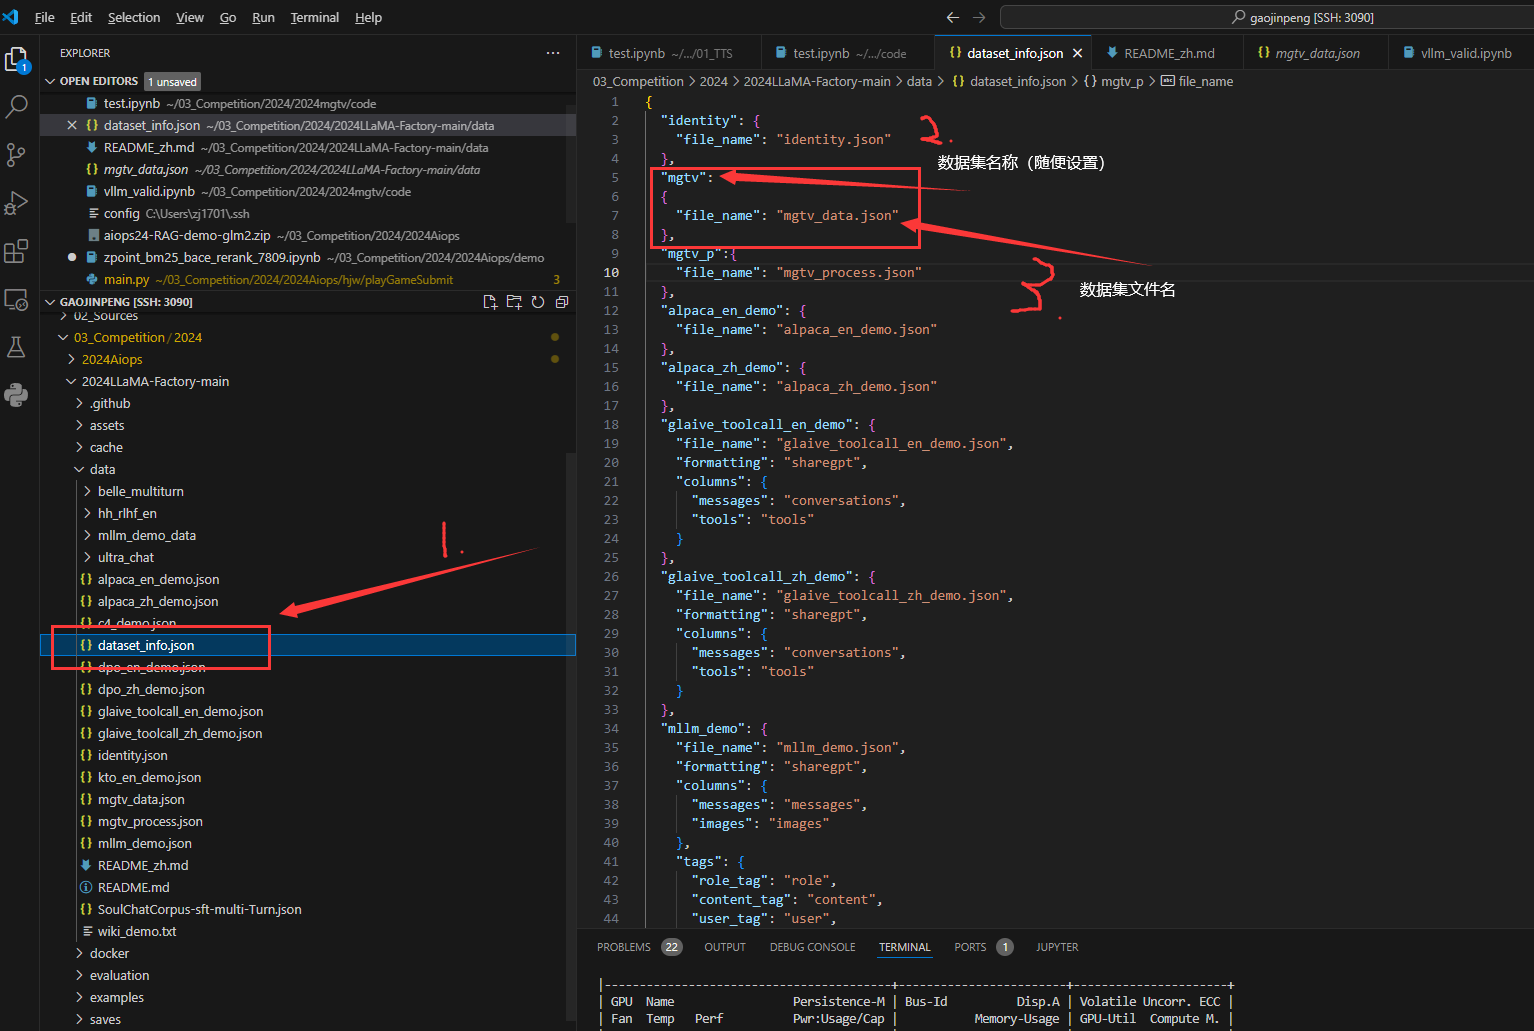 File Edit Selection View Go Run Terminal Help
gaojinpeng [SSH: 3090]
EXPLORER
test.ipynb ~/.../01_TTS
test.ipynb ~/.../code
{} dataset_info.json
README_zh.md
{} mgtv_data.json
vllm_valid.ipynb
03_Competition > 2024 > 2024LLaMA-Factory-main > data > {} dataset_info.json > {} mgtv_p > file_name
OPEN EDITORS 1 unsaved
test.ipynb ~/03_Competition/2024/2024mgtv/code
{} dataset_info.json ~/03_Competition/2024/2024LLaMA-Factory-main/data
README_zh.md ~/03_Competition/2024/2024LLaMA-Factory-main/data
{} mgtv_data.json ~/03_Competition/2024/2024LLaMA-Factory-main/data
vllm_valid.ipynb ~/03_Competition/2024/2024mgtv/code
config C:\Users\zj1701\.ssh
aiops24-RAG-demo-glm2.zip ~/03_Competition/2024/2024Aiops
zpoint_bm25_bace_rerank_7809.ipynb ~/03_Competition/2024/2024Aiops/demo
main.py ~/03_Competition/2024/2024Aiops/hjw/playGameSubmit 3
GAOJINPENG [SSH: 3090]
> 02_Sources
03_Competition / 2024
> 2024Aiops
2024LLaMA-Factory-main
> .github
> assets
> cache
data
> belle_multiturn
> hh_rlhf_en
> mllm_demo_data
> ultra_chat
{} alpaca_en_demo.json
{} alpaca_zh_demo.json
{} c4_demo.json
{} dataset_info.json
{} dpo_en_demo.json
{} dpo_zh_demo.json
{} glaive_toolcall_en_demo.json
{} glaive_toolcall_zh_demo.json
{} identity.json
{} kto_en_demo.json
{} mgtv_data.json
{} mgtv_process.json
{} mllm_demo.json
README_zh.md
README.md
{} SoulChatCorpus-sft-multi-Turn.json
wiki_demo.txt
> docker
> evaluation
> examples
> saves
1.
1 {
2 "identity": {
3 "file_name": "identity.json"
4 },
5 "mgtv":
6 {
7 "file_name": "mgtv_data.json"
8 },
9 "mgtv_p":{
10 "file_name": "mgtv_process.json"
11 },
12 "alpaca_en_demo": {
13 "file_name": "alpaca_en_demo.json"
14 },
15 "alpaca_zh_demo": {
16 "file_name": "alpaca_zh_demo.json"
17 },
18 "glaive_toolcall_en_demo": {
19 "file_name": "glaive_toolcall_en_demo.json",
20 "formatting": "sharegpt",
21 "columns": {
22 "messages": "conversations",
23 "tools": "tools"
24 }
25 },
26 "glaive_toolcall_zh_demo": {
27 "file_name": "glaive_toolcall_zh_demo.json",
28 "formatting": "sharegpt",
29 "columns": {
30 "messages": "conversations",
31 "tools": "tools"
32 }
33 },
34 "mllm_demo": {
35 "file_name": "mllm_demo.json",
36 "formatting": "sharegpt",
37 "columns": {
38 "messages": "messages",
39 "images": "images"
40 },
41 "tags": {
42 "role_tag": "role",
43 "content_tag": "content",
44 "user_tag": "user",
2.
数据集名称（随便设置）
3.
数据集文件名
PROBLEMS 22 OUTPUT DEBUG CONSOLE TERMINAL PORTS 1 JUPYTER
|-------------------------------+----------------------+----------------------+
| GPU Name Persistence-M | Bus-Id Disp.A | Volatile Uncorr. ECC |
| Fan Temp Perf Pwr:Usage/Cap | Memory-Usage | GPU-Util Compute M. |